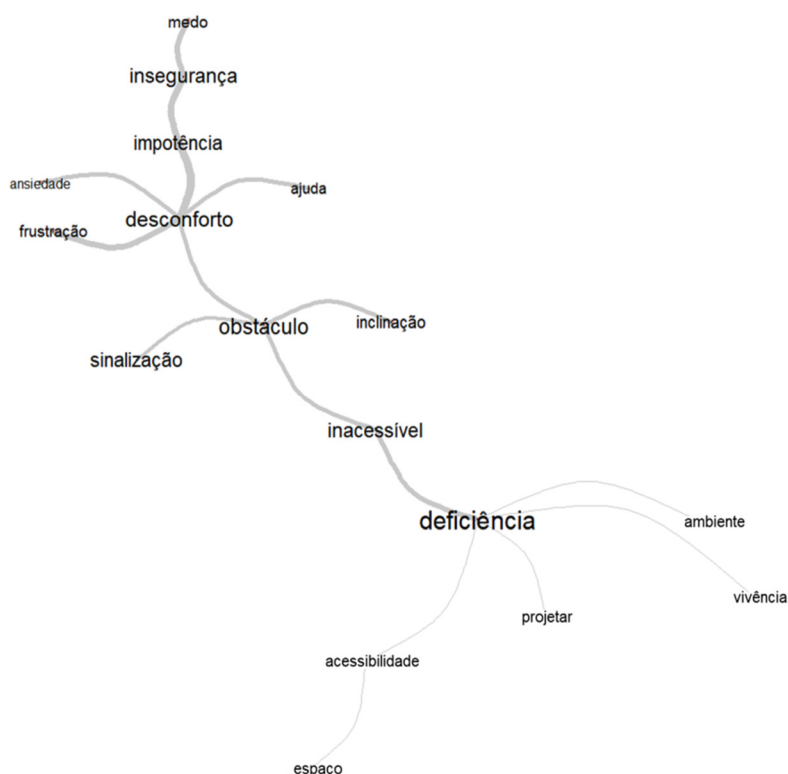 medo
insegurança
impotência
ansiedade
ajuda
desconforto
frustração
inclinação
obstáculo
sinalização
inacessível
deficiência
ambiente
vivência
projetar
acessibilidade
espaço